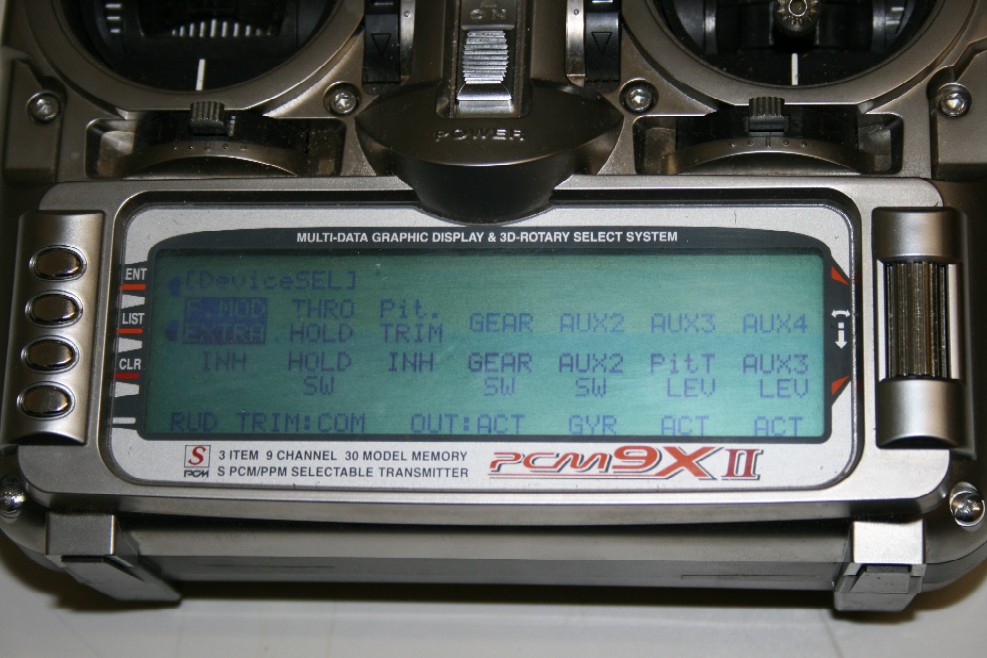 ON
POWER
MULTI-DATA GRAPHIC DISPLAY & 3D-ROTARY SELECT SYSTEM
ENT
LIST
CLR
[DeviceSEL]
F.MOD THRO Pit.
EXTRA HOLD TRIM GEAR AUX2 AUX3 AUX4
INH HOLD INH GEAR AUX2 PitT AUX3
SW SW SW LEV LEV
RUD TRIM:COM OUT:ACT GYR ACT ACT
S PCM
3 ITEM 9 CHANNEL 30 MODEL MEMORY
S PCM/PPM SELECTABLE TRANSMITTER
PCM9X II